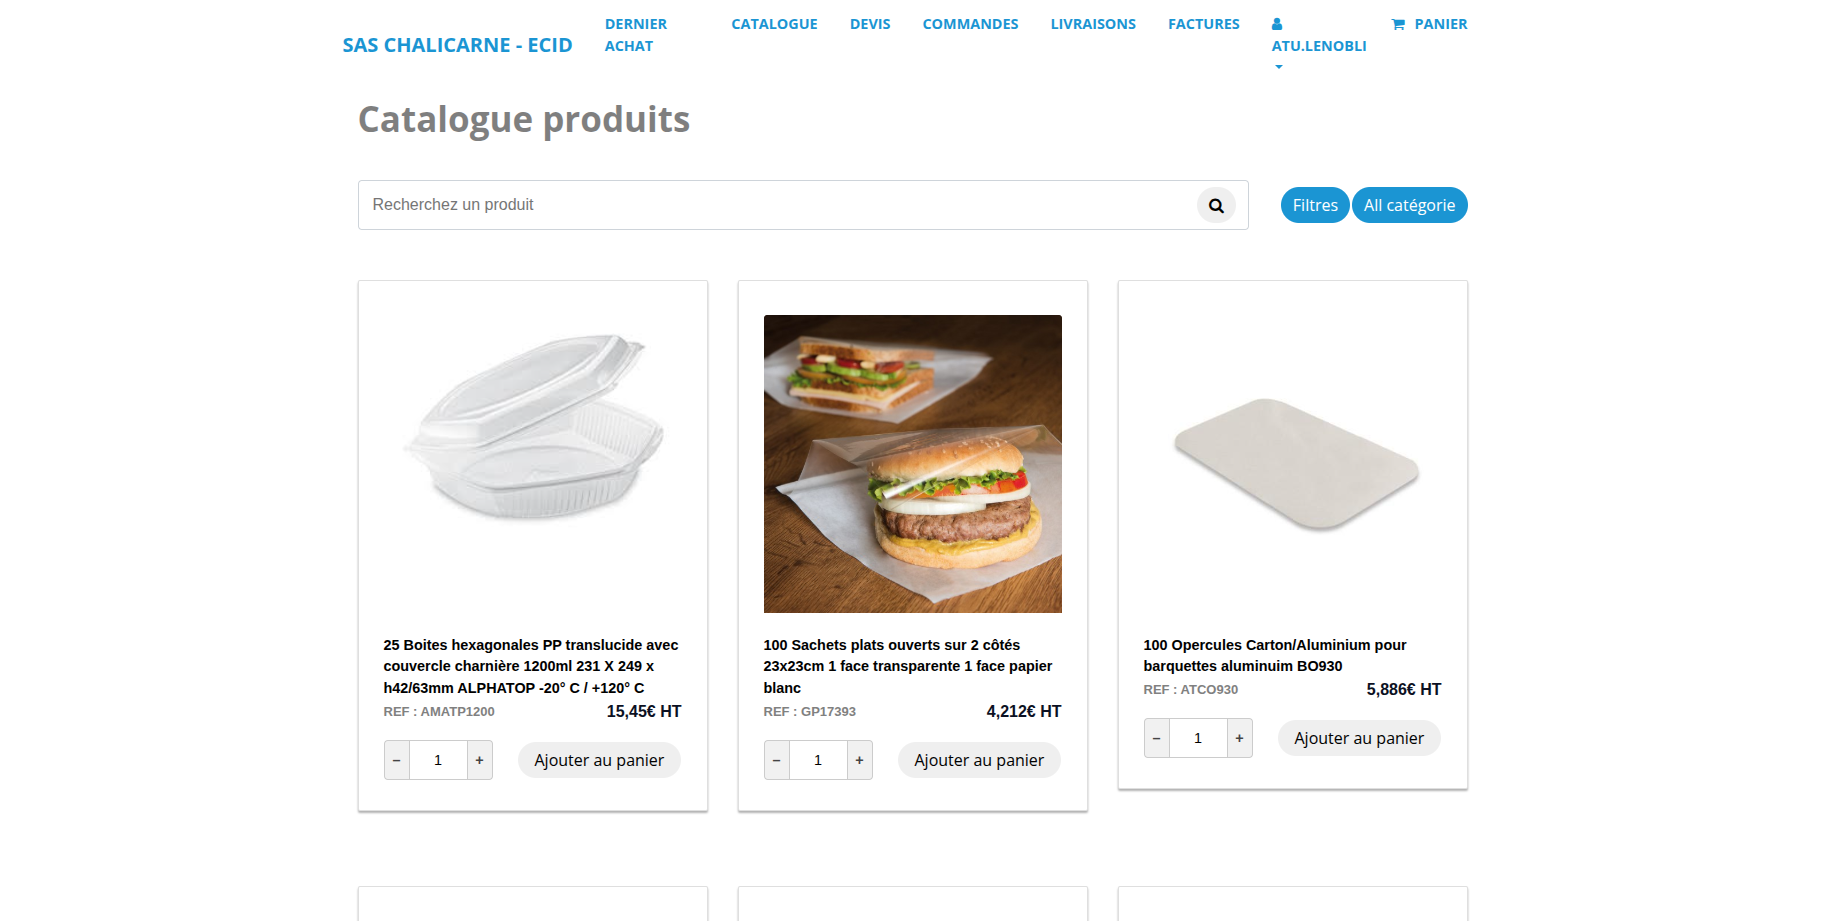 SAS CHALICARNE - ECID
DERNIER ACHAT
CATALOGUE
DEVIS
COMMANDES
LIVRAISONS
FACTURES
ATU.LENOBLI
PANIER
Catalogue produits
Recherchez un produit
Filtres
All catégorie
25 Boites hexagonales PP translucide avec
couvercle charnière 1200ml 231 X 249 x
h42/63mm ALPHATOP -20° C / +120° C
REF : AMATP1200
15,45€ HT
– 1 +
Ajouter au panier
100 Sachets plats ouverts sur 2 côtés
23x23cm 1 face transparente 1 face papier
blanc
REF : GP17393
4,212€ HT
– 1 +
Ajouter au panier
100 Opercules Carton/Aluminium pour
barquettes aluminuim BO930
REF : ATCO930
5,886€ HT
– 1 +
Ajouter au panier